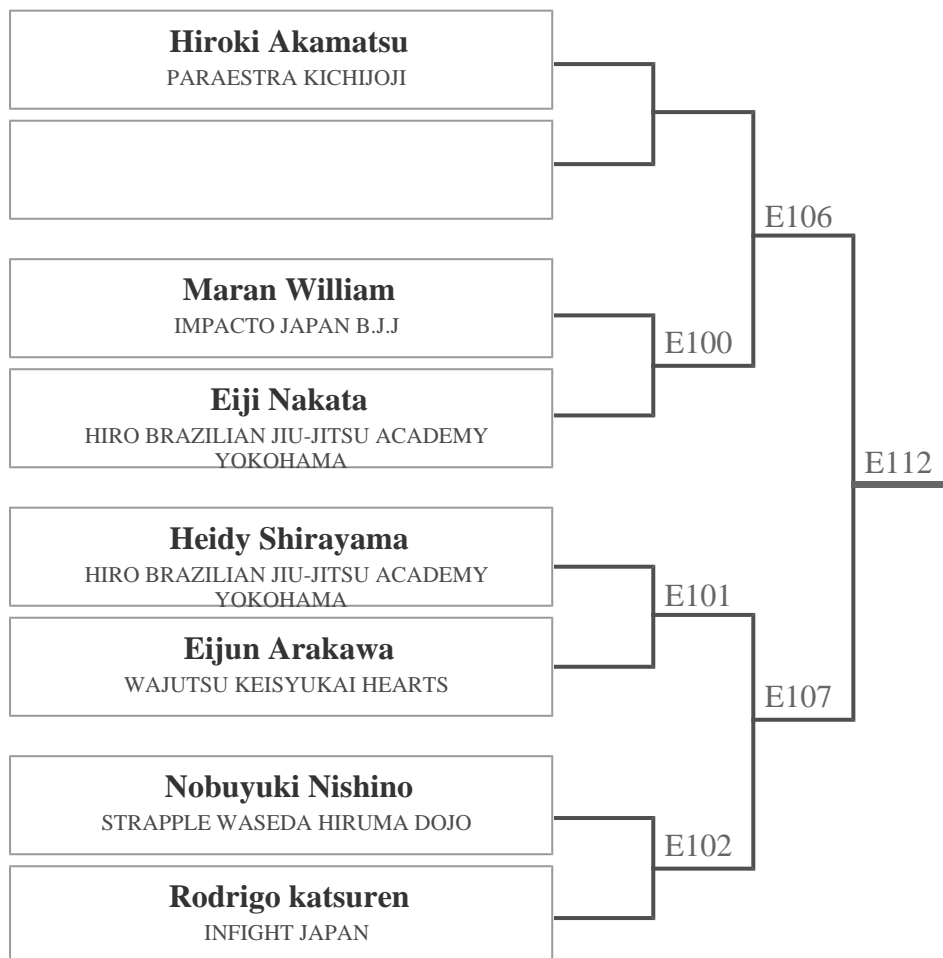 Hiroki Akamatsu
PARAESTRA KICHIJOJI
E106
Maran William
IMPACTO JAPAN B.J.J
E100
Eiji Nakata
HIRO BRAZILIAN JIU-JITSU ACADEMY
YOKOHAMA
E112
Heidy Shirayama
HIRO BRAZILIAN JIU-JITSU ACADEMY
YOKOHAMA
E101
Eijun Arakawa
WAJUTSU KEISYUKAI HEARTS
E107
Nobuyuki Nishino
STRAPPLE WASEDA HIRUMA DOJO
E102
Rodrigo katsuren
INFIGHT JAPAN